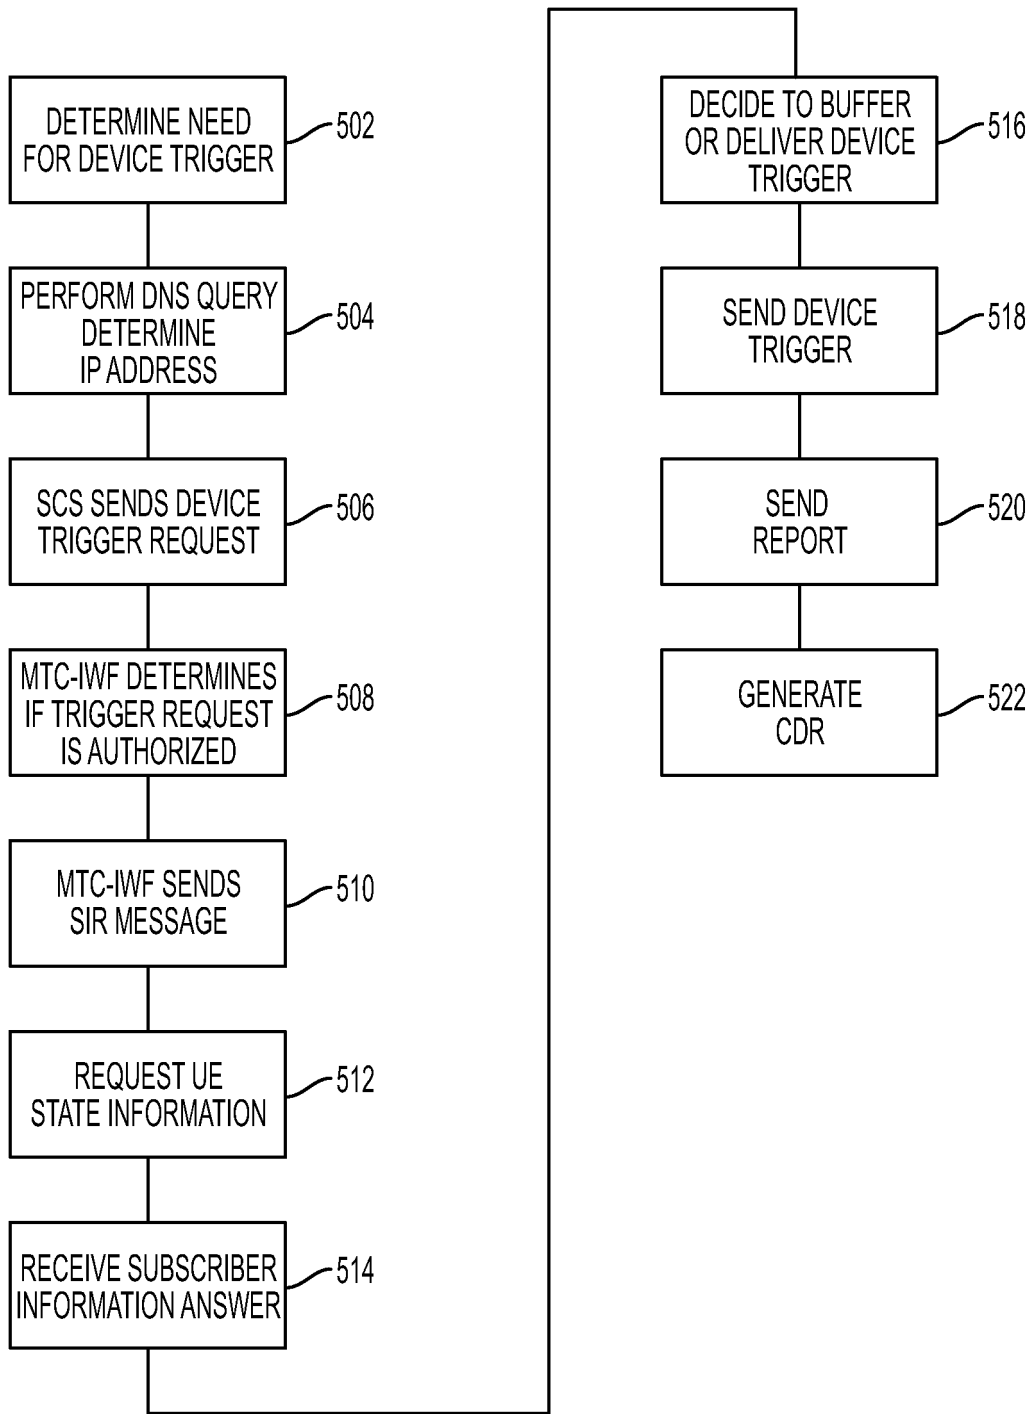 DETERMINE NEED
FOR DEVICE TRIGGER
502
PERFORM DNS QUERY
DETERMINE
IP ADDRESS
504
SCS SENDS DEVICE
TRIGGER REQUEST
506
MTC-IWF DETERMINES
IF TRIGGER REQUEST
IS AUTHORIZED
508
MTC-IWF SENDS
SIR MESSAGE
510
REQUEST UE
STATE INFORMATION
512
RECEIVE SUBSCRIBER
INFORMATION ANSWER
514
DECIDE TO BUFFER
OR DELIVER DEVICE
TRIGGER
516
SEND DEVICE
TRIGGER
518
SEND
REPORT
520
GENERATE
CDR
522